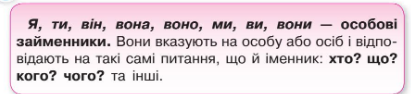 Я, ти, він, вона, воно, ми, ви, вони — особові
займенники. Вони вказують на особу або осіб і відпо-
відають на такі самі питання, що й іменник: хто? що?
кого? чого? та інші.